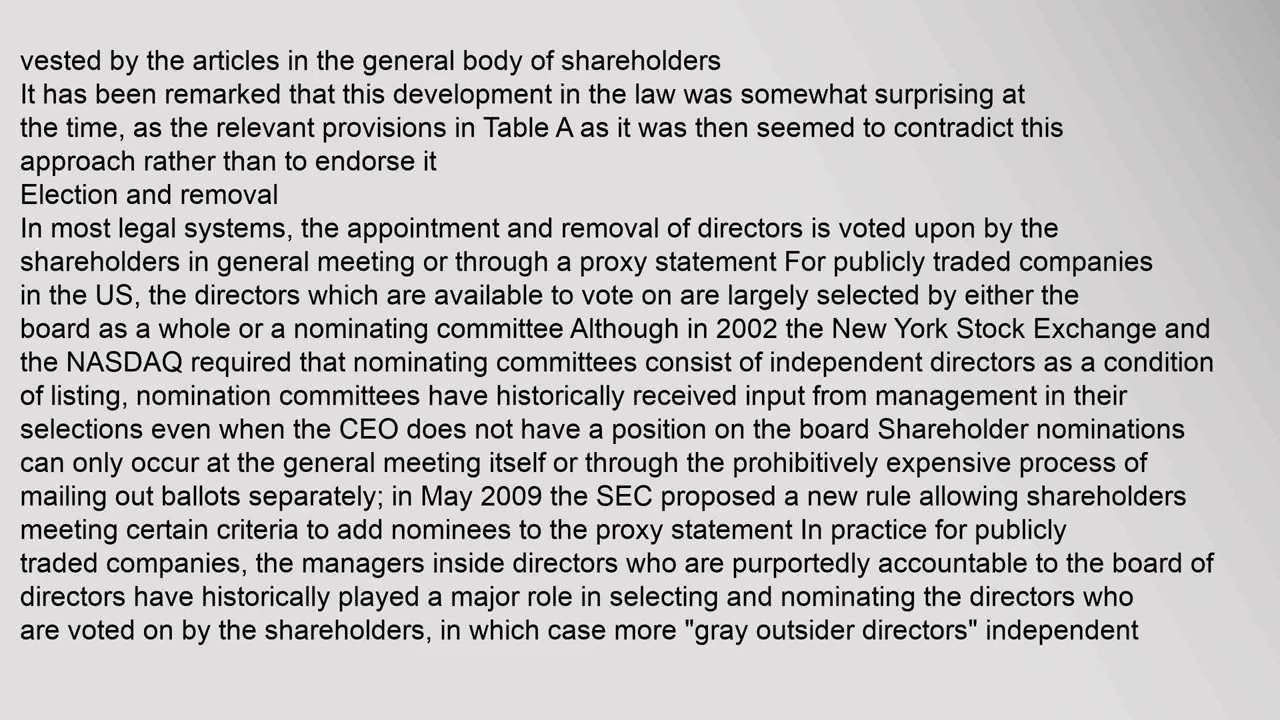 vested by the articles in the general body of shareholders
It has been remarked that this development in the law was somewhat surprising at
the time, as the relevant provisions in Table A as it was then seemed to contradict this
approach rather than to endorse it
Election and removal
In most legal systems, the appointment and removal of directors is voted upon by the
shareholders in general meeting or through a proxy statement For publicly traded companies
in the US, the directors which are available to vote on are largely selected by either the
board as a whole or a nominating committee Although in 2002 the New York Stock Exchange and
the NASDAQ required that nominating committees consist of independent directors as a condition
of listing, nomination committees have historically received input from management in their
selections even when the CEO does not have a position on the board Shareholder nominations
can only occur at the general meeting itself or through the prohibitively expensive process of
mailing out ballots separately; in May 2009 the SEC proposed a new rule allowing shareholders
meeting certain criteria to add nominees to the proxy statement In practice for publicly
traded companies, the managers inside directors who are purportedly accountable to the board of
directors have historically played a major role in selecting and nominating the directors who
are voted on by the shareholders, in which case more "gray outsider directors" independent